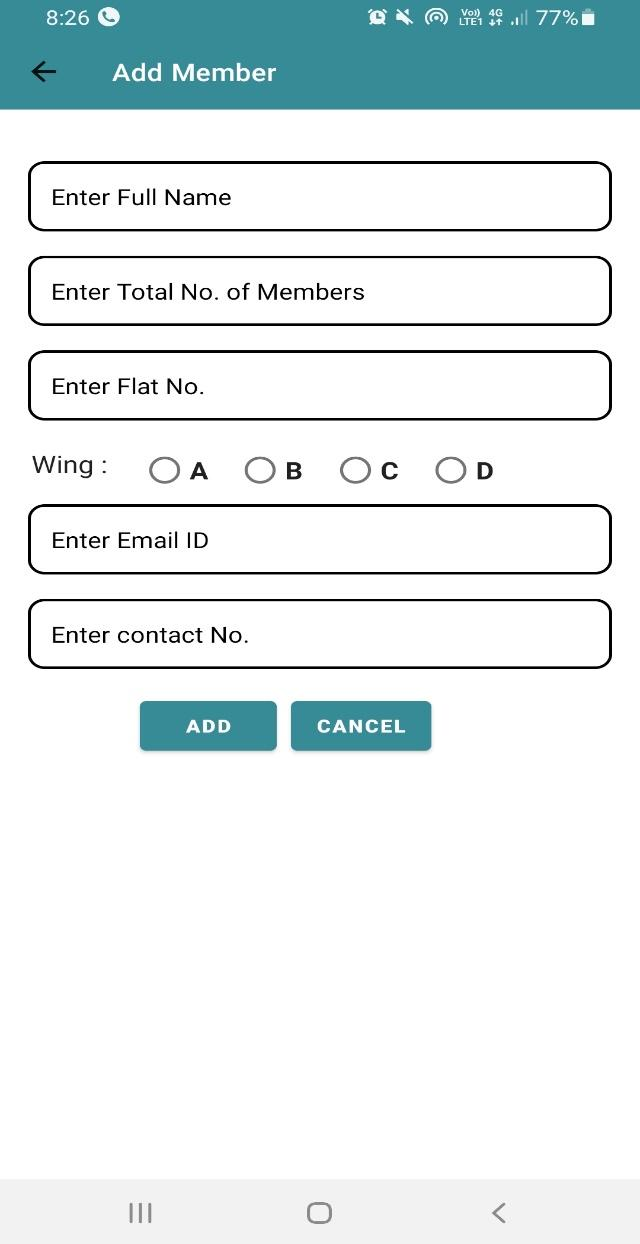 8:26 Vo)) LTE1 4G 77%
Add Member
Enter Full Name
Enter Total No. of Members
Enter Flat No.
Wing : A B C D
Enter Email ID
Enter contact No.
ADD CANCEL